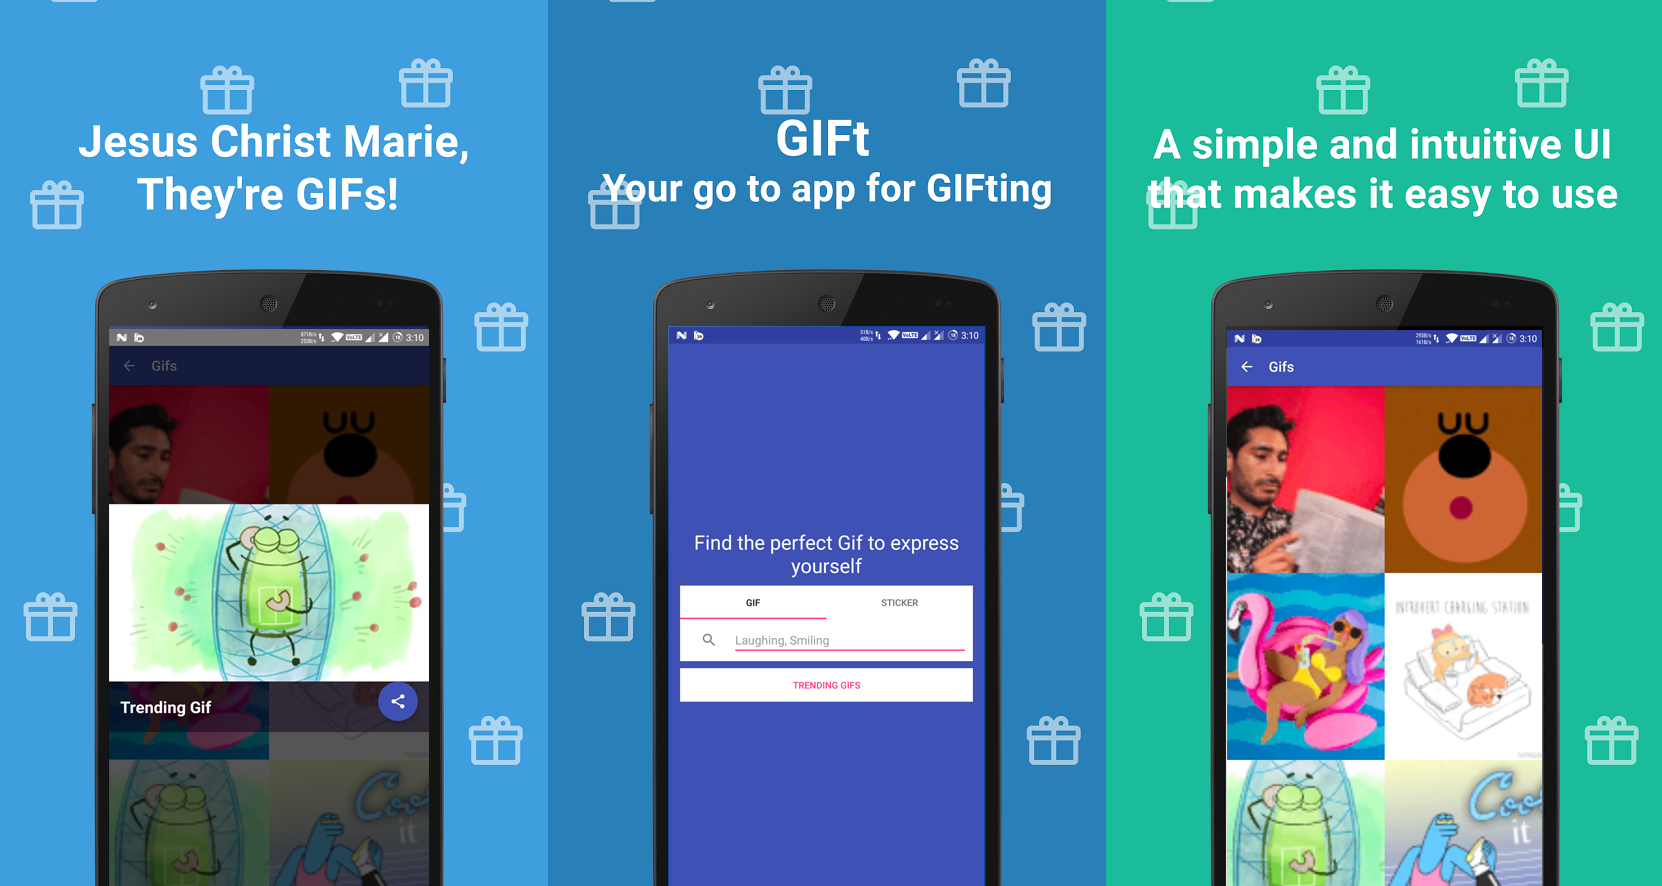 Jesus Christ Marie,
They're GIFs!
3:10
Gifs
Trending Gif
Cool
it
GIFt
Your go to app for GIFting
VoLTE
3:10
Find the perfect Gif to express
yourself
GIF
STICKER
Laughing, Smiling
TRENDING GIFS
A simple and intuitive UI
that makes it easy to use
3:10
Gifs
INTROVERT CHARGING STATION
it